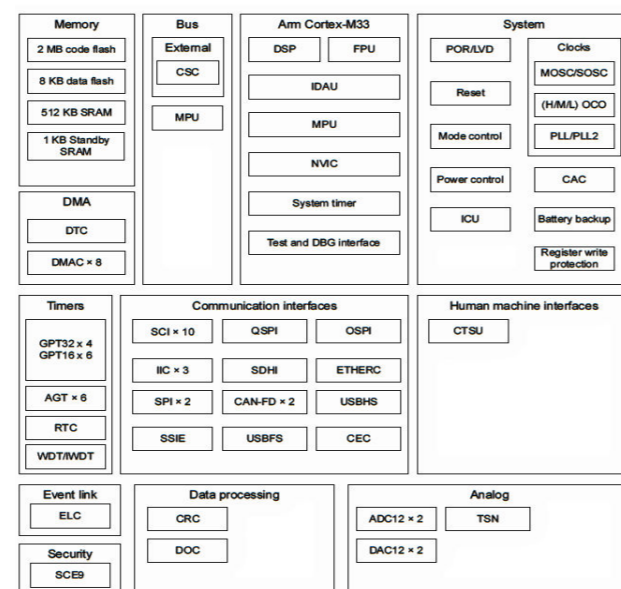 Memory
2 MB code flash
8 KB data flash
512 KB SRAM
1 KB Standby
SRAM
DMA
DTC
DMAC × 8
Bus
External
CSC
MPU
Arm Cortex-M33
DSP
FPU
IDAU
MPU
NVIC
System timer
Test and DBG interface
System
POR/LVD
Reset
Mode control
Power control
ICU
Clocks
MOSC/SOSC
(H/M/L) OCO
PLL/PLL2
CAC
Battery backup
Register write
protection
Timers
GPT32 x 4
GPT16 x 6
AGT × 6
RTC
WDT/IWDT
Communication interfaces
SCI × 10
QSPI
OSPI
IIC × 3
SDHI
ETHERC
SPI × 2
CAN-FD × 2
USBHS
SSIE
USBFS
CEC
Human machine interfaces
CTSU
Event link
ELC
Security
SCE9
Data processing
CRC
DOC
Analog
ADC12 × 2
TSN
DAC12 × 2